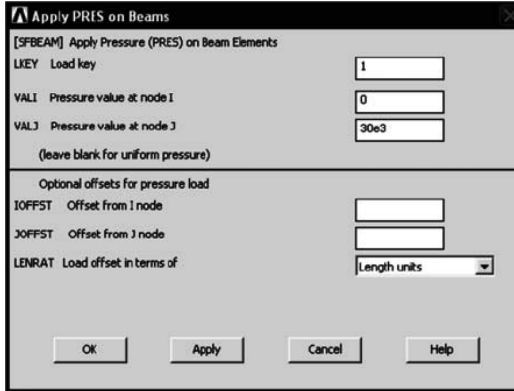 Apply PRES on Beams
[SFBEAM] Apply Pressure (PRES) on Beam Elements
LKEY Load key 1
VALI Pressure value at node I 0
VALJ Pressure value at node J 30e3
(leave blank for uniform pressure)
Optional offsets for pressure load
IOFFST Offset from I node
JOFFST Offset from J node
LENRAT Load offset in terms of Length units
OK Apply Cancel Help